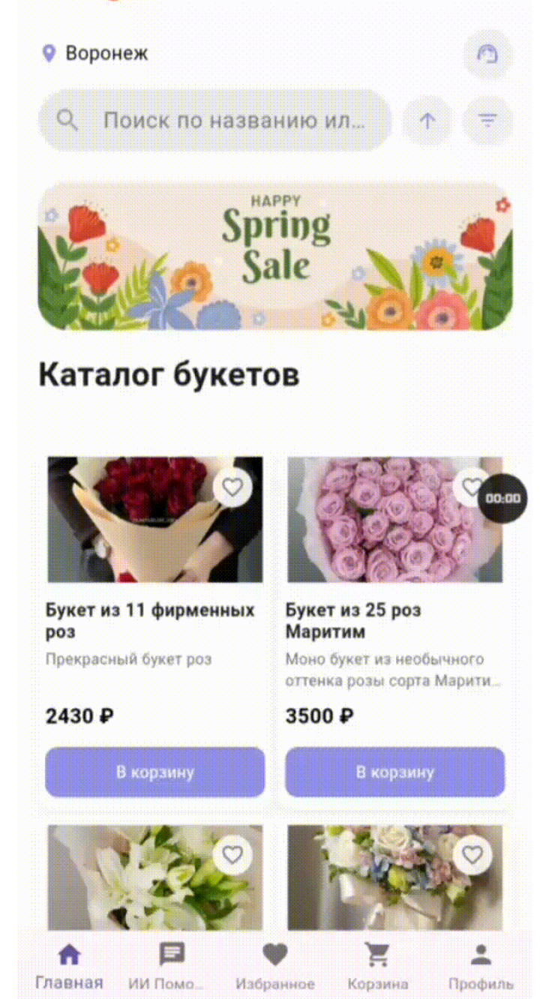 Воронеж
Поиск по названию ил...
HAPPY
Spring
Sale
Каталог букетов
00:00
Букет из 11 фирменных
роз
Прекрасный букет роз
2430 ₽
В корзину
Букет из 25 роз
Маритим
Моно букет из необычного
оттенка розы сорта Марити...
3500 ₽
В корзину
Главная
ИИ Помо...
Избранное
Корзина
Профиль